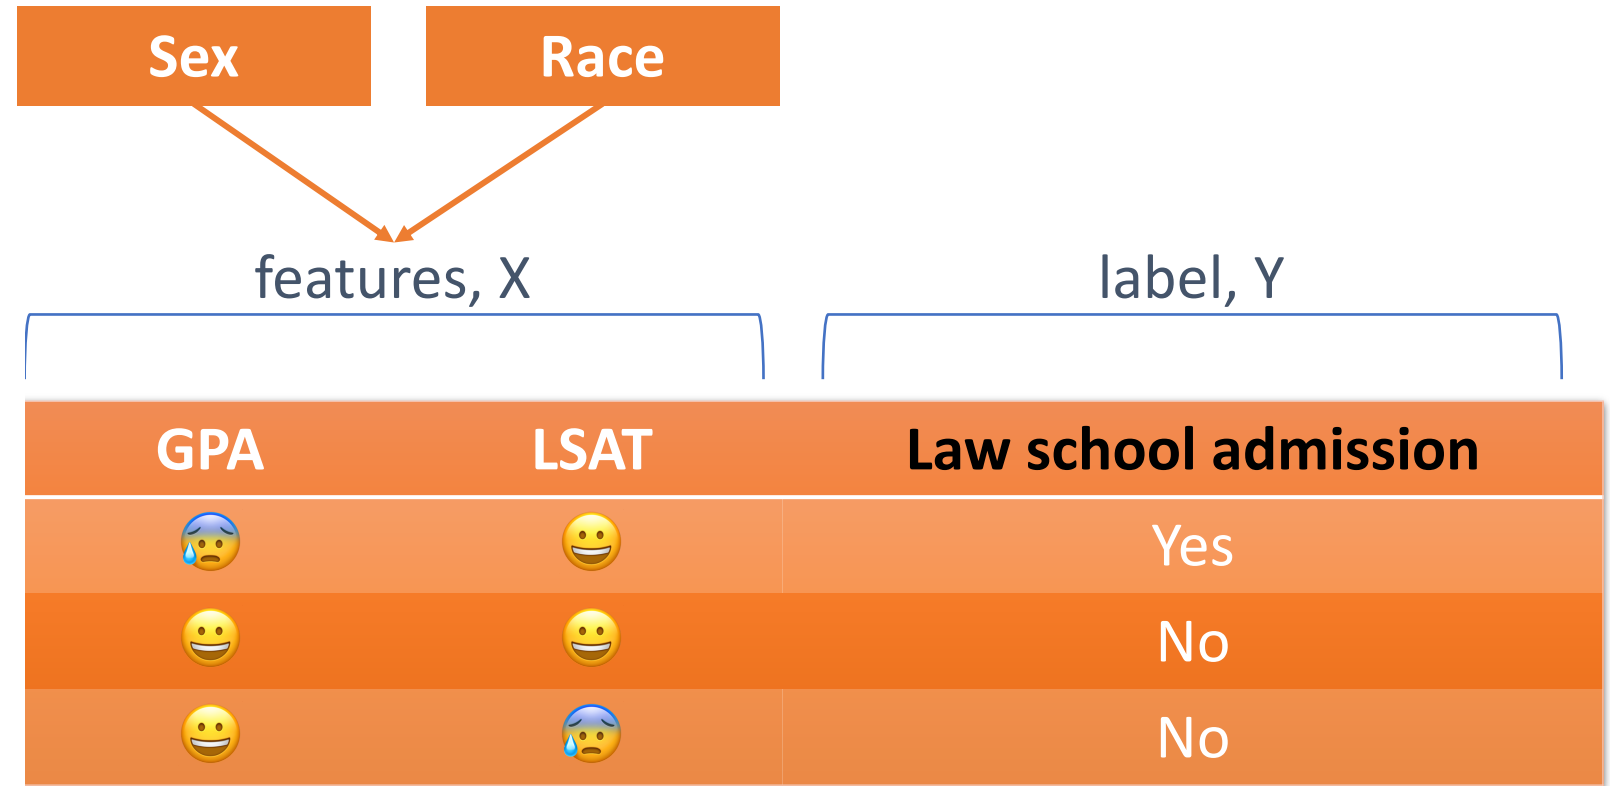 Sex Race
features, X label, Y
GPA LSAT Law school admission
Yes
No
No